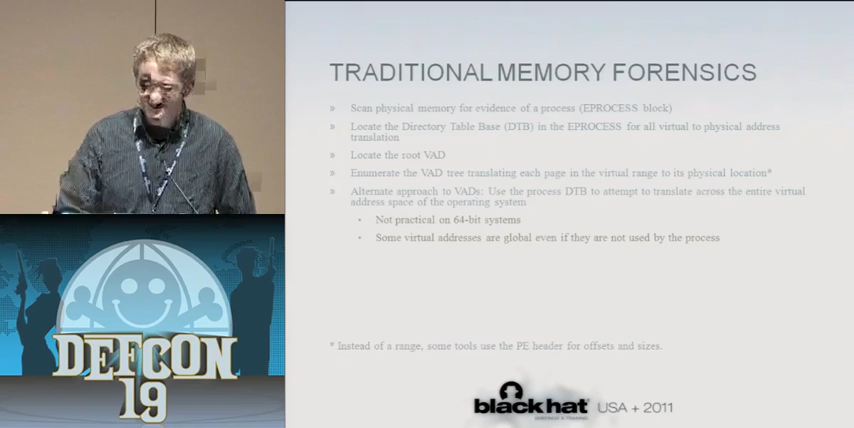 TRADITIONAL MEMORY FORENSICS
» Scan physical memory for evidence of a process (EPROCESS block)
» Locate the Directory Table Base (DTB) in the EPROCESS for all virtual to physical address
translation
» Locate the root VAD
» Enumerate the VAD tree translating each page in the virtual range to its physical location*
» Alternate approach to VADs: Use the process DTB to attempt to translate across the entire virtual
address space of the operating system
• Not practical on 64-bit systems
• Some virtual addresses are global even if they are not used by the process
* Instead of a range, some tools use the PE header for offsets and sizes.
black hat USA + 2011
DEFCON
19